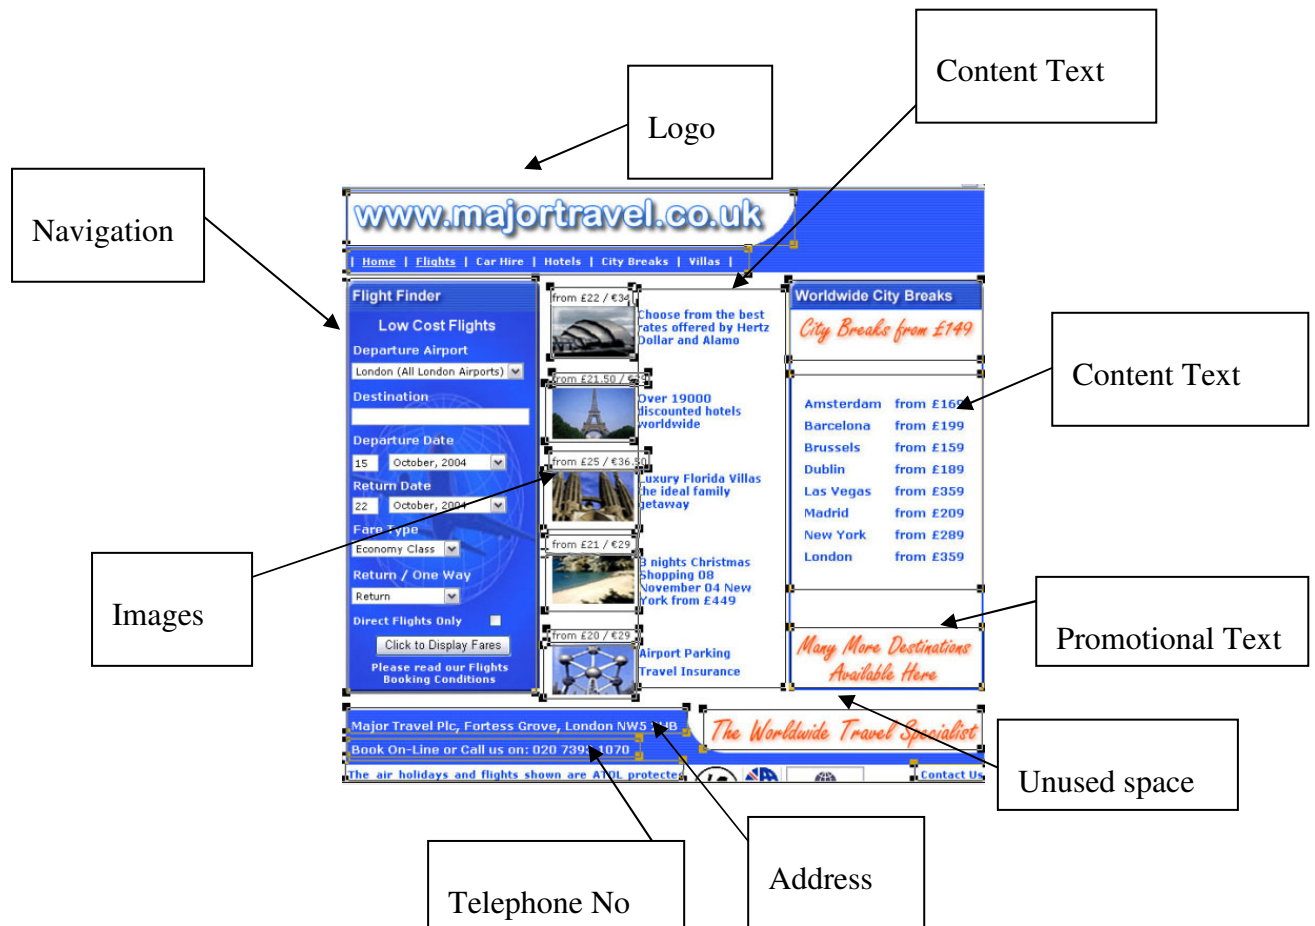 Content Text
Logo
Navigation
www.majortravel.co.uk
| Home | Flights | Car Hire | Hotels | City Breaks | Villas |
Flight Finder
Low Cost Flights
Departure Airport
London (All London Airports)
Destination
Departure Date
15 October, 2004
Return Date
22 October, 2004
Fare Type
Economy Class
Return / One Way
Return
Direct Flights Only
Click to Display Fares
Please read our Flights
Booking Conditions
from £22 / €34
Choose from the best
rates offered by Hertz
Dollar and Alamo
from £21.50 /
Over 19000
discounted hotels
worldwide
from £25 / €36.50
Luxury Florida Villas
the ideal family
getaway
from £21 / €29
3 nights Christmas
Shopping 08
November 04 New
York from £449
from £20 / €29
Airport Parking
Travel Insurance
Worldwide City Breaks
City Breaks from £149
Amsterdam from £169
Barcelona from £199
Brussels from £159
Dublin from £189
Las Vegas from £359
Madrid from £209
New York from £289
London from £359
Many More Destinations
Available Here
Content Text
Images
Promotional Text
Unused space
Major Travel Plc, Fortess Grove, London NW5
Book On-Line or Call us on: 020 7393 1070
The Worldwide Travel Specialist
The air holidays and flights shown are ATOL protected
Contact Us
Address
Telephone No